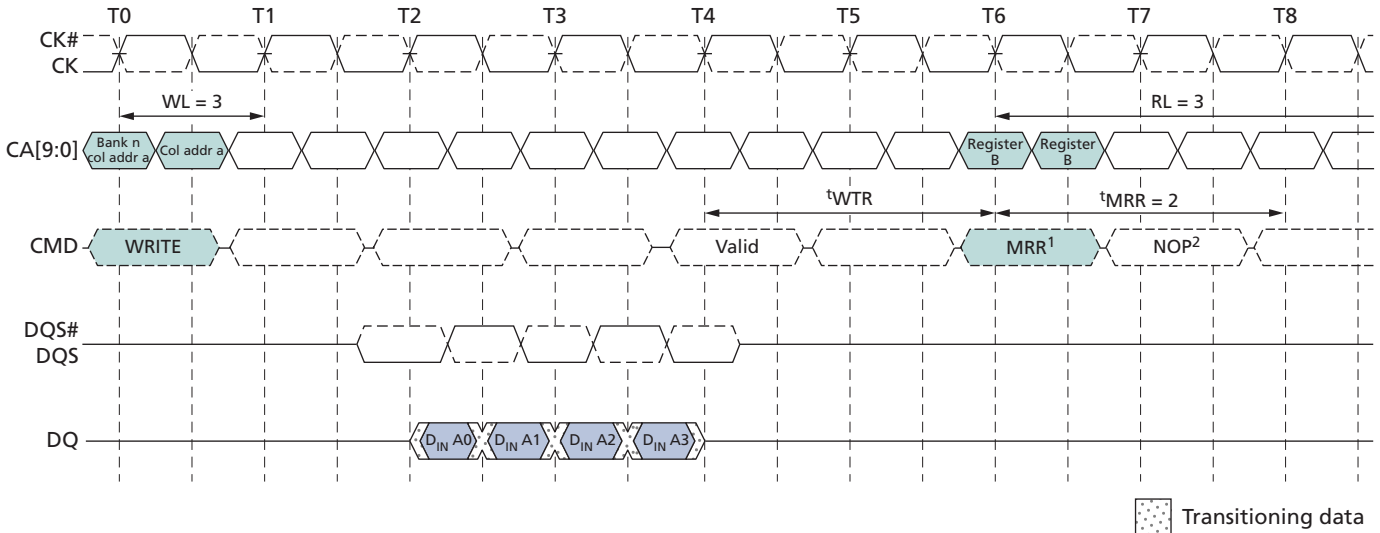 T0 T1 T2 T3 T4 T5 T6 T7 T8
CK#
CK
WL = 3 RL = 3
CA[9:0] Bank n col addr a Col addr a Register B Register B
tWTR tMRR = 2
CMD WRITE Valid MRR1 NOP2
DQS#
DQS
DQ DIN A0 DIN A1 DIN A2 DIN A3
Transitioning data